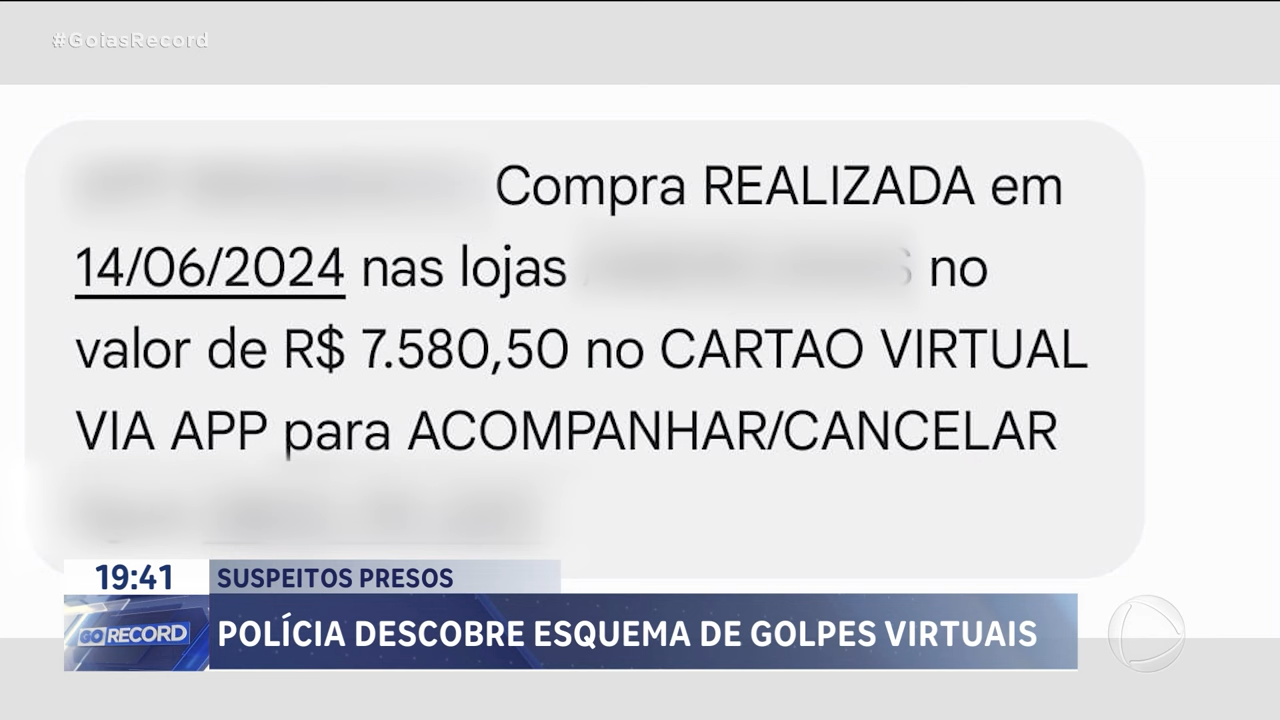 #GoiasRecord
Compra REALIZADA em
14/06/2024 nas lojas no
valor de R$ 7.580,50 no CARTAO VIRTUAL
VIA APP para ACOMPANHAR/CANCELAR
19:41
SUSPEITOS PRESOS
GO RECORD
POLÍCIA DESCOBRE ESQUEMA DE GOLPES VIRTUAIS